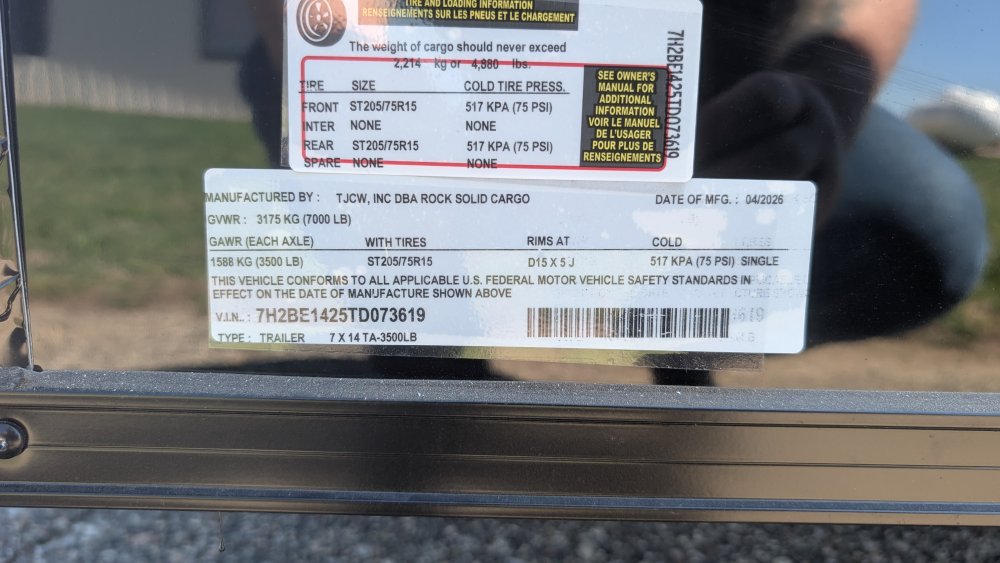 TIRE AND LOADING INFORMATION
RENSEIGNEMENTS SUR LES PNEUS ET LE CHARGEMENT
The weight of cargo should never exceed
2,214 kg or 4,880 lbs.
TIRE SIZE COLD TIRE PRESS.
FRONT ST205/75R15 517 KPA (75 PSI)
INTER NONE NONE
REAR ST205/75R15 517 KPA (75 PSI)
SPARE NONE NONE
SEE OWNER'S
MANUAL FOR
ADDITIONAL
INFORMATION
VOIR LE MANUEL
DE L'USAGER
POUR PLUS DE
RENSEIGNEMENTS
7H2BE1425TD073619
MANUFACTURED BY : TJCW, INC DBA ROCK SOLID CARGO DATE OF MFG. : 04/2026
GVWR : 3175 KG (7000 LB)
GAWR (EACH AXLE) WITH TIRES RIMS AT COLD
1588 KG (3500 LB) ST205/75R15 D15 X 5 J 517 KPA (75 PSI) SINGLE
THIS VEHICLE CONFORMS TO ALL APPLICABLE U.S. FEDERAL MOTOR VEHICLE SAFETY STANDARDS IN
EFFECT ON THE DATE OF MANUFACTURE SHOWN ABOVE
V.I.N.. : 7H2BE1425TD073619
TYPE : TRAILER 7 X 14 TA-3500LB